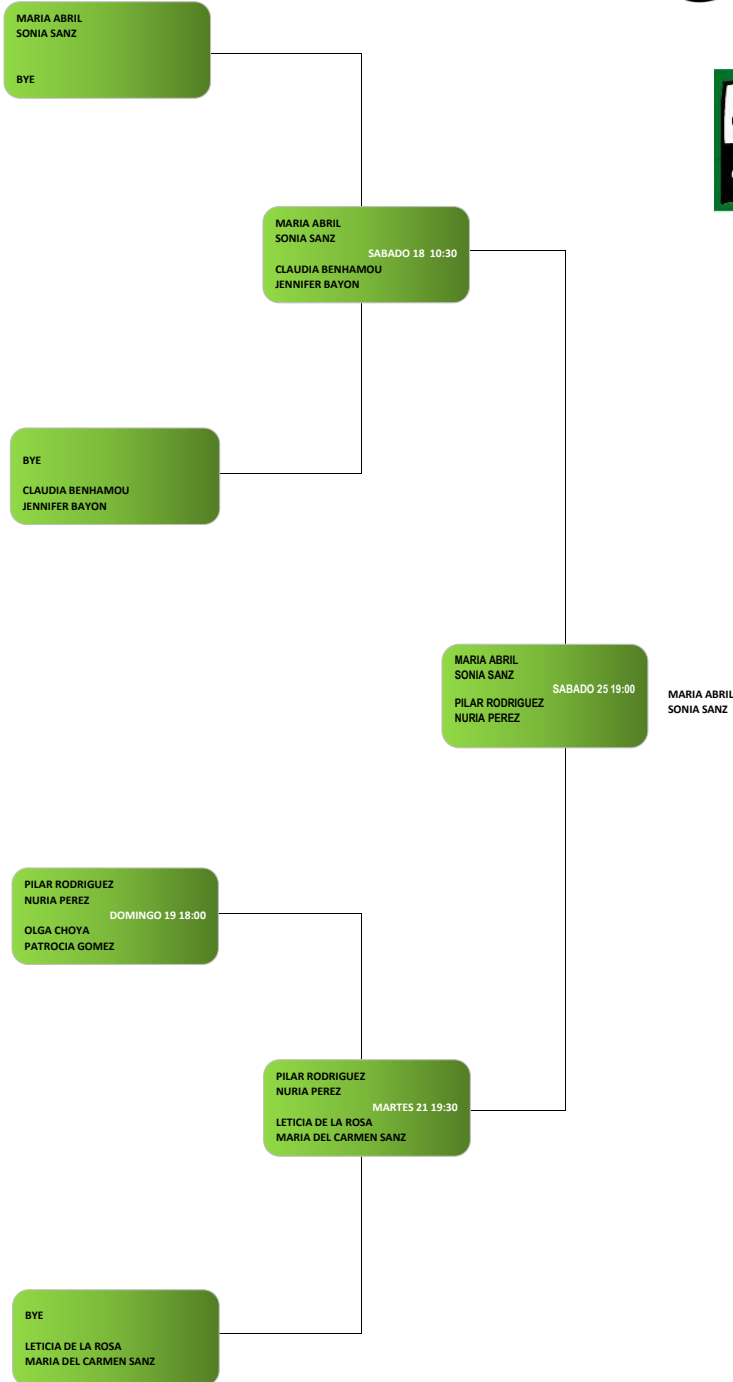 MARIA ABRIL
SONIA SANZ
BYE
MARIA ABRIL
SONIA SANZ
SABADO 18 10:30
CLAUDIA BENHAMOU
JENNIFER BAYON
BYE
CLAUDIA BENHAMOU
JENNIFER BAYON
MARIA ABRIL
SONIA SANZ
SABADO 25 19:00
PILAR RODRIGUEZ
NURIA PEREZ
MARIA ABRIL
SONIA SANZ
PILAR RODRIGUEZ
NURIA PEREZ
DOMINGO 19 18:00
OLGA CHOYA
PATROCIA GOMEZ
PILAR RODRIGUEZ
NURIA PEREZ
MARTES 21 19:30
LETICIA DE LA ROSA
MARIA DEL CARMEN SANZ
BYE
LETICIA DE LA ROSA
MARIA DEL CARMEN SANZ